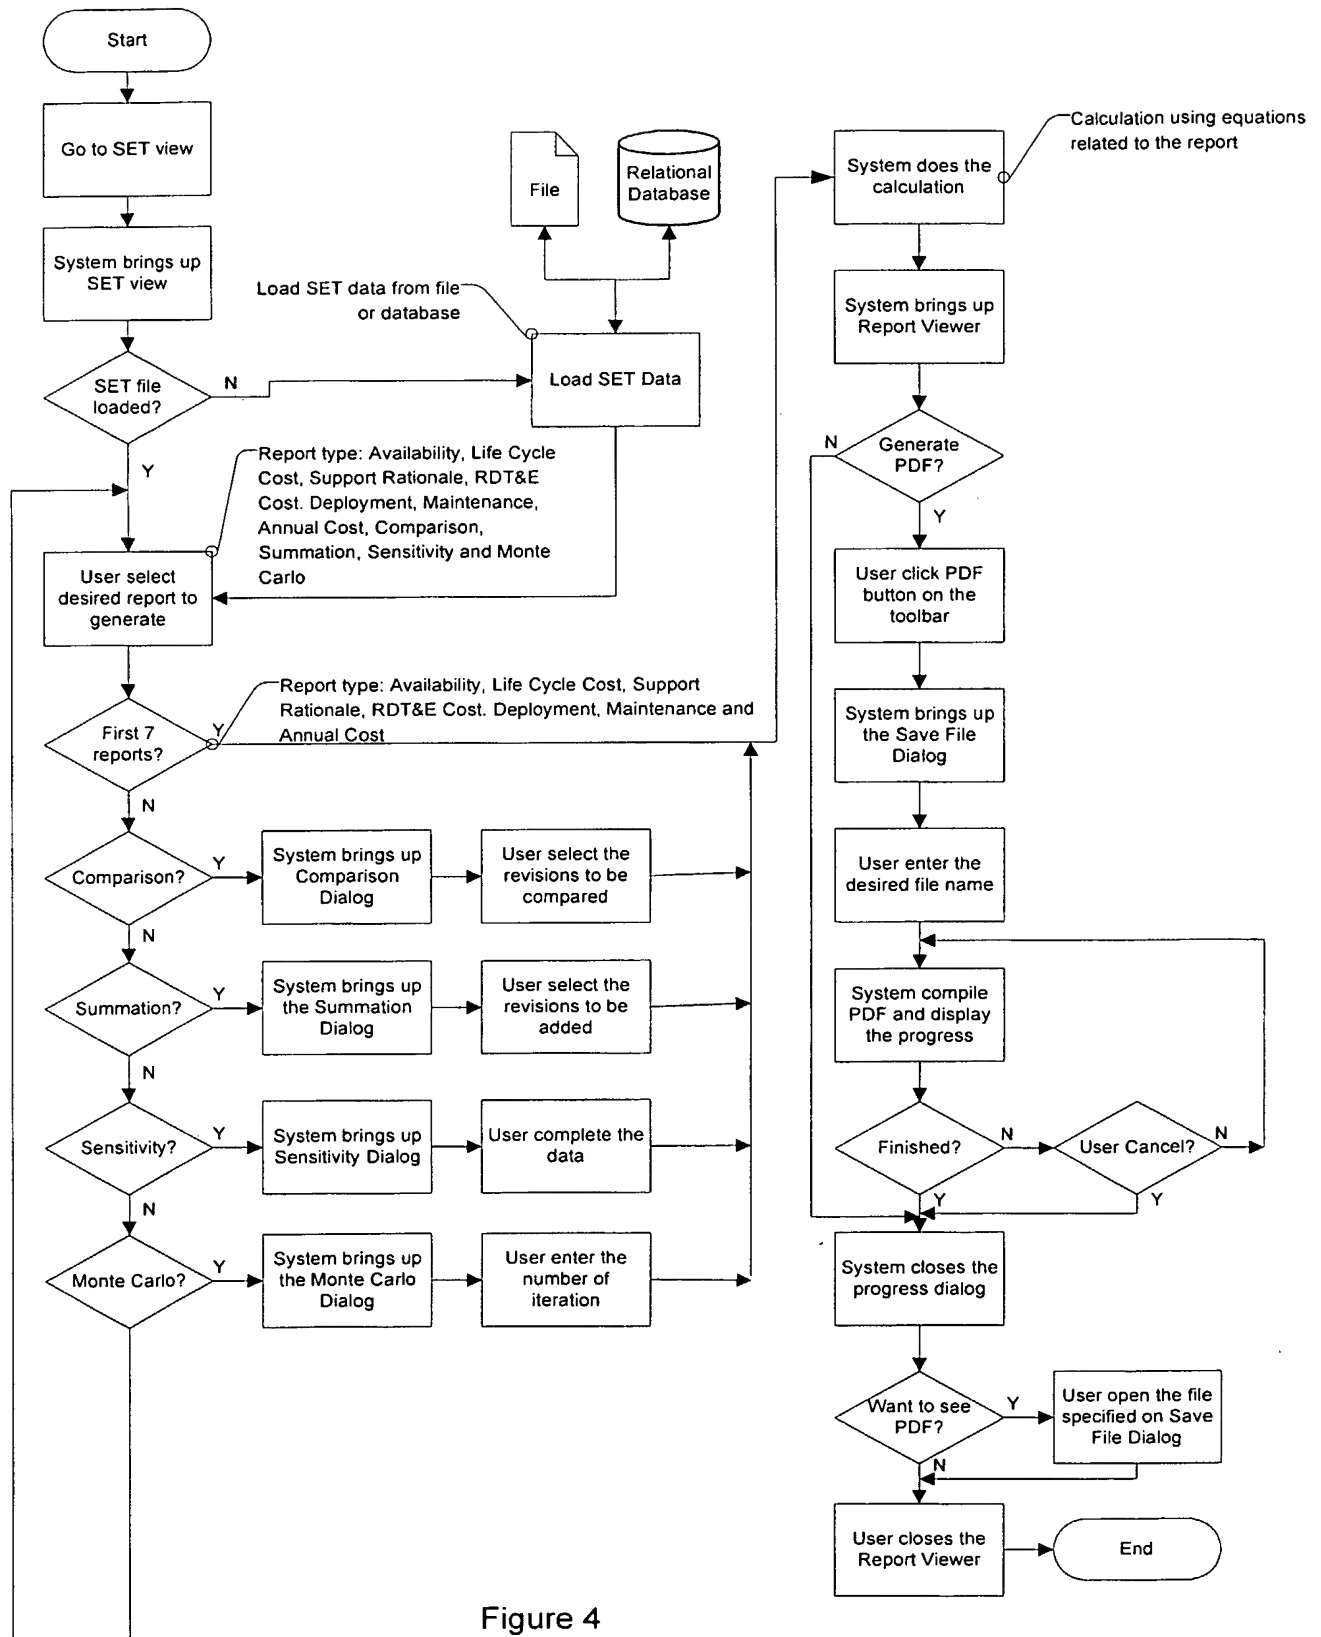 Start
Go to SET view
System brings up
SET view
SET file
loaded?
N
Y
File
Relational
Database
Load SET data from file
or database
Load SET Data
Report type: Availability, Life Cycle
Cost, Support Rationale, RDT&E
Cost. Deployment, Maintenance,
Annual Cost, Comparison,
Summation, Sensitivity and Monte
Carlo
User select
desired report to
generate
Report type: Availability, Life Cycle Cost, Support
Rationale, RDT&E Cost. Deployment, Maintenance and
Annual Cost
First 7
reports?
Y
N
Comparison?
Y
System brings up
Comparison
Dialog
User select the
revisions to be
compared
N
Summation?
Y
System brings up
the Summation
Dialog
User select the
revisions to be
added
N
Sensitivity?
Y
System brings up
Sensitivity Dialog
User complete the
data
N
Monte Carlo?
Y
System brings up
the Monte Carlo
Dialog
User enter the
number of
iteration
System does the
calculation
Calculation using equations
related to the report
System brings up
Report Viewer
Generate
PDF?
N
Y
User click PDF
button on the
toolbar
System brings up
the Save File
Dialog
User enter the
desired file name
System compile
PDF and display
the progress
Finished?
N
User Cancel?
N
Y
Y
System closes the
progress dialog
Want to see
PDF?
Y
User open the file
specified on Save
File Dialog
N
User closes the
Report Viewer
End
Figure 4